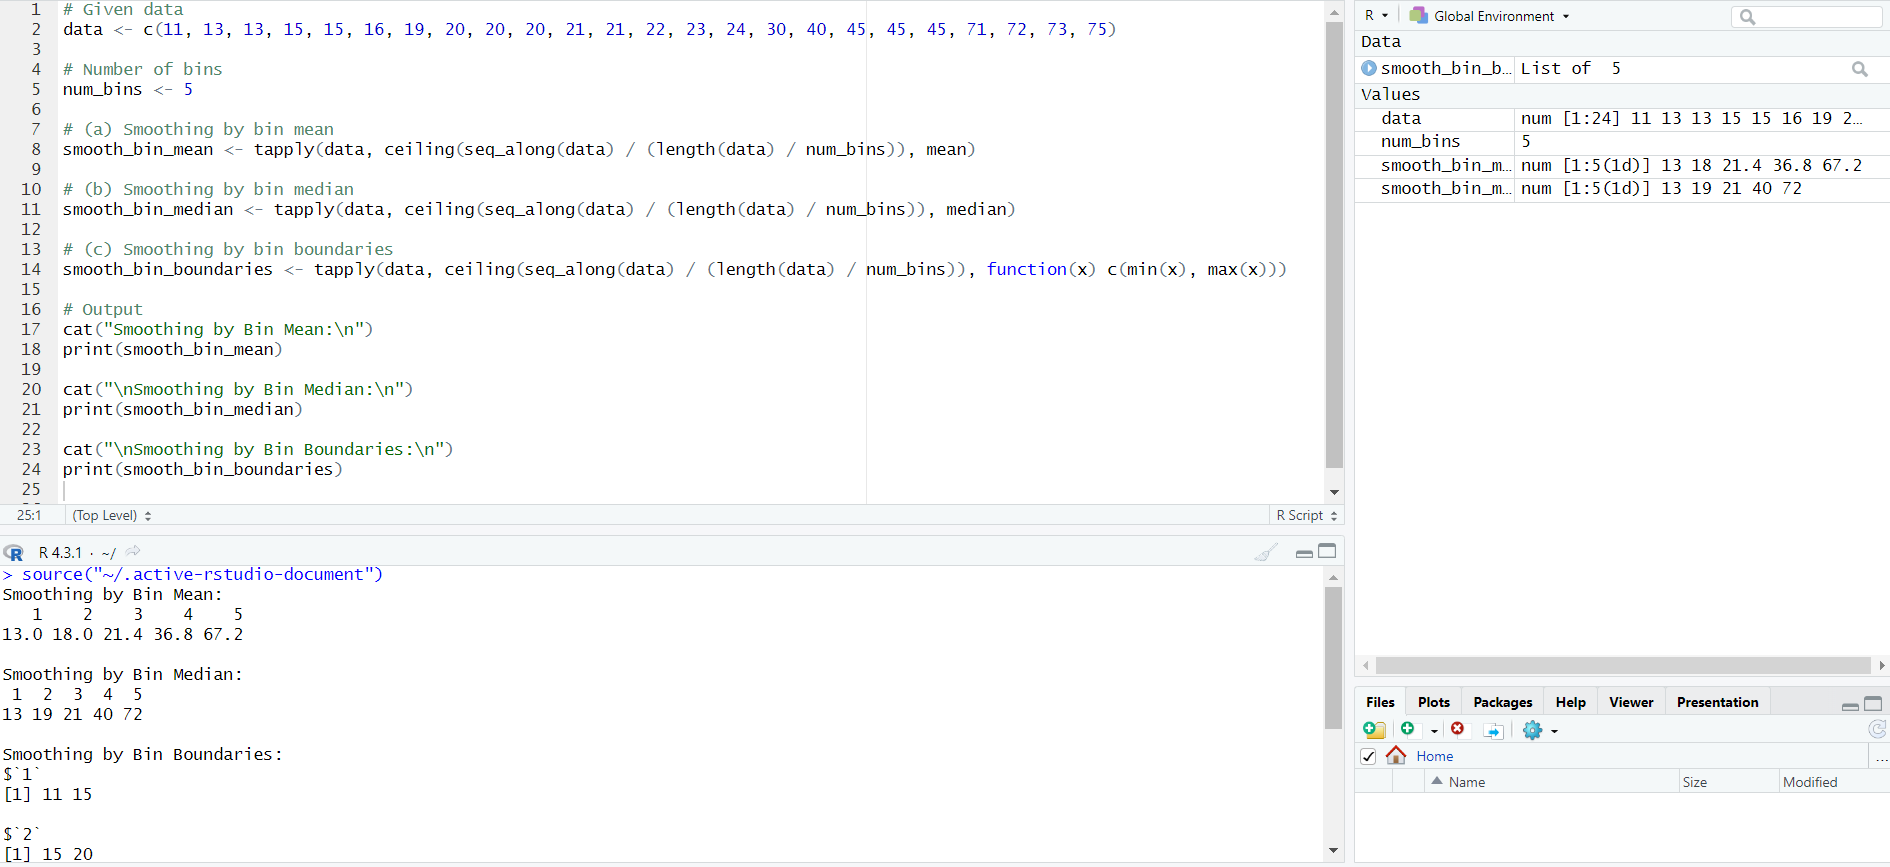 1 # Given data
2 data <- c(11, 13, 13, 15, 15, 16, 19, 20, 20, 20, 21, 21, 22, 23, 24, 30, 40, 45, 45, 45, 71, 72, 73, 75)
3
4 # Number of bins
5 num_bins <- 5
6
7 # (a) Smoothing by bin mean
8 smooth_bin_mean <- tapply(data, ceiling(seq_along(data) / (length(data) / num_bins)), mean)
9
10 # (b) Smoothing by bin median
11 smooth_bin_median <- tapply(data, ceiling(seq_along(data) / (length(data) / num_bins)), median)
12
13 # (c) Smoothing by bin boundaries
14 smooth_bin_boundaries <- tapply(data, ceiling(seq_along(data) / (length(data) / num_bins)), function(x) c(min(x), max(x)))
15
16 # Output
17 cat("Smoothing by Bin Mean:\n")
18 print(smooth_bin_mean)
19
20 cat("\nSmoothing by Bin Median:\n")
21 print(smooth_bin_median)
22
23 cat("\nSmoothing by Bin Boundaries:\n")
24 print(smooth_bin_boundaries)
25
25:1 (Top Level) R Script
R 4.3.1 · ~/
> source("~/.active-rstudio-document")
Smoothing by Bin Mean:
1 2 3 4 5
13.0 18.0 21.4 36.8 67.2
Smoothing by Bin Median:
1 2 3 4 5
13 19 21 40 72
Smoothing by Bin Boundaries:
$`1`
[1] 11 15
$`2`
[1] 15 20
R Global Environment
Data
smooth_bin_b... List of 5
Values
data num [1:24] 11 13 13 15 15 16 19 2...
num_bins 5
smooth_bin_m... num [1:5(1d)] 13 18 21.4 36.8 67.2
smooth_bin_m... num [1:5(1d)] 13 19 21 40 72
Files Plots Packages Help Viewer Presentation
Home ...
Name Size Modified